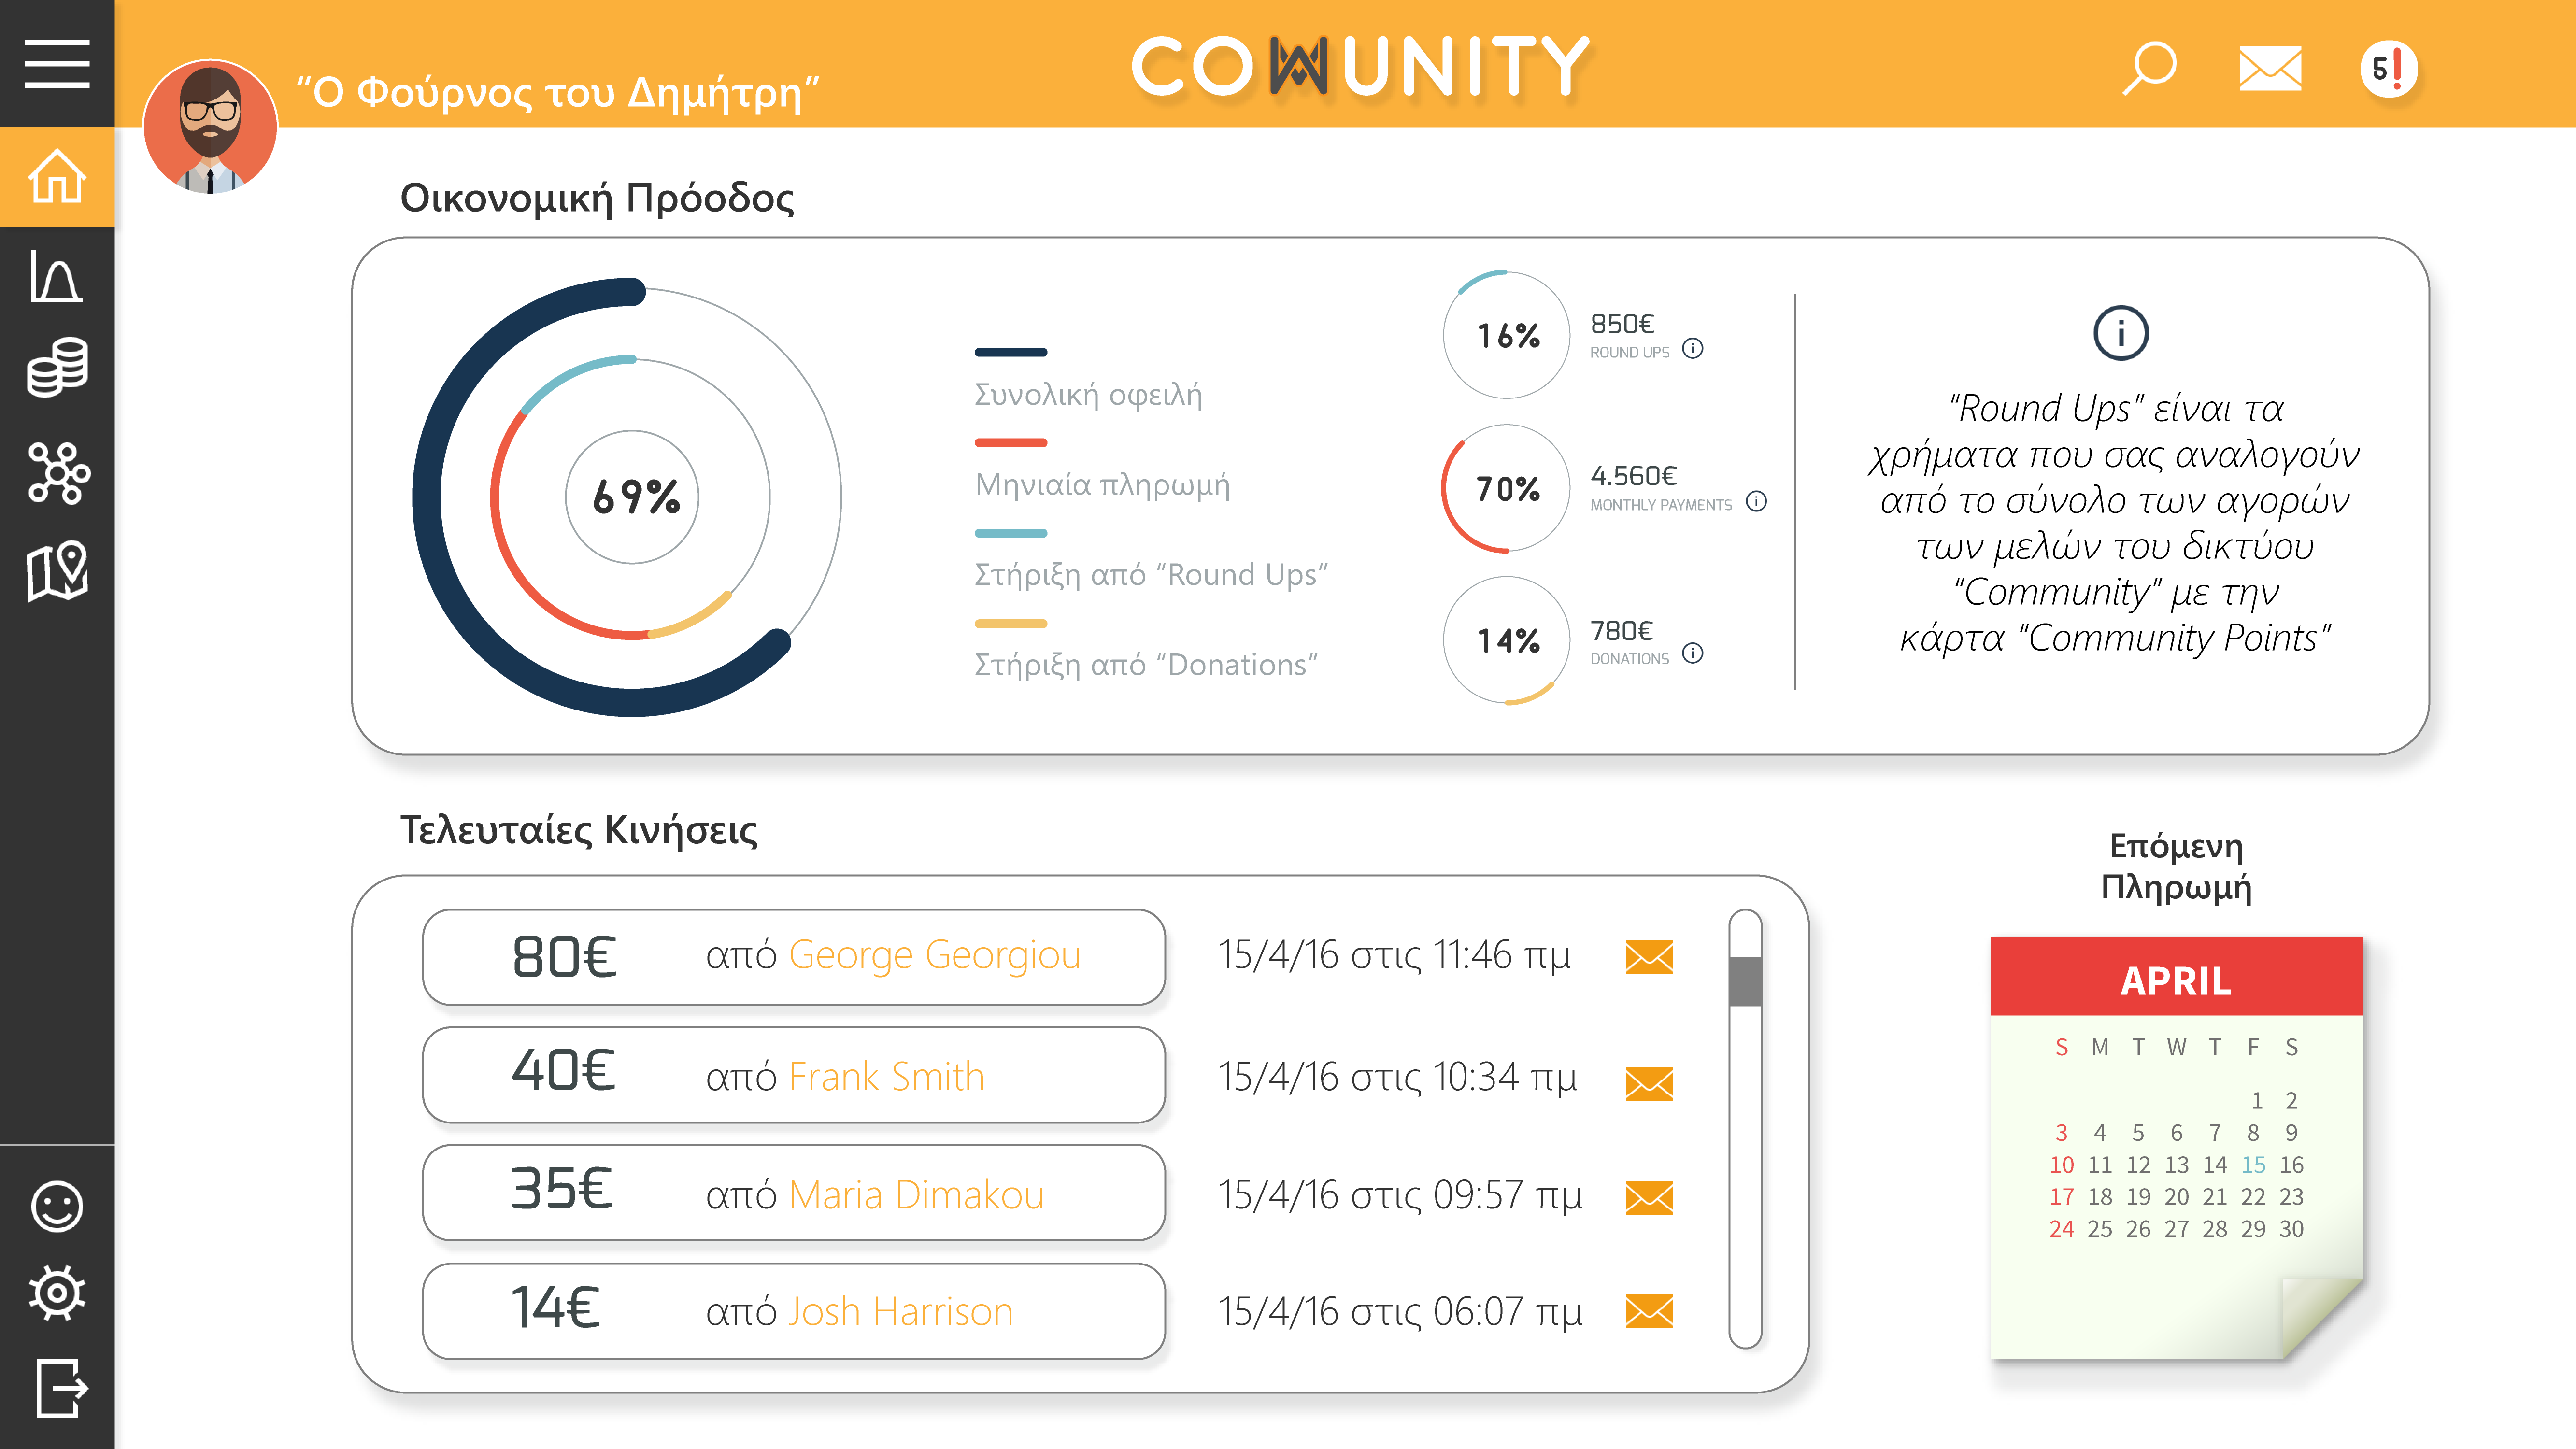 “Ο Φούρνος του Δημήτρη”
COMMUNITY
5!
Οικονομική Πρόοδος
69%
Συνολική οφειλή
Μηνιαία πληρωμή
Στήριξη από “Round Ups”
Στήριξη από “Donations”
16%
850€
ROUND UPS
i
70%
4.560€
MONTHLY PAYMENTS
i
14%
780€
DONATIONS
i
i
“Round Ups” είναι τα
χρήματα που σας αναλογούν
από το σύνολο των αγορών
των μελών του δικτύου
“Community” με την
κάρτα “Community Points”
Τελευταίες Κινήσεις
80€ από George Georgiou 15/4/16 στις 11:46 πμ
40€ από Frank Smith 15/4/16 στις 10:34 πμ
35€ από Maria Dimakou 15/4/16 στις 09:57 πμ
14€ από Josh Harrison 15/4/16 στις 06:07 πμ
Επόμενη
Πληρωμή
APRIL
S M T W T F S
1 2
3 4 5 6 7 8 9
10 11 12 13 14 15 16
17 18 19 20 21 22 23
24 25 26 27 28 29 30